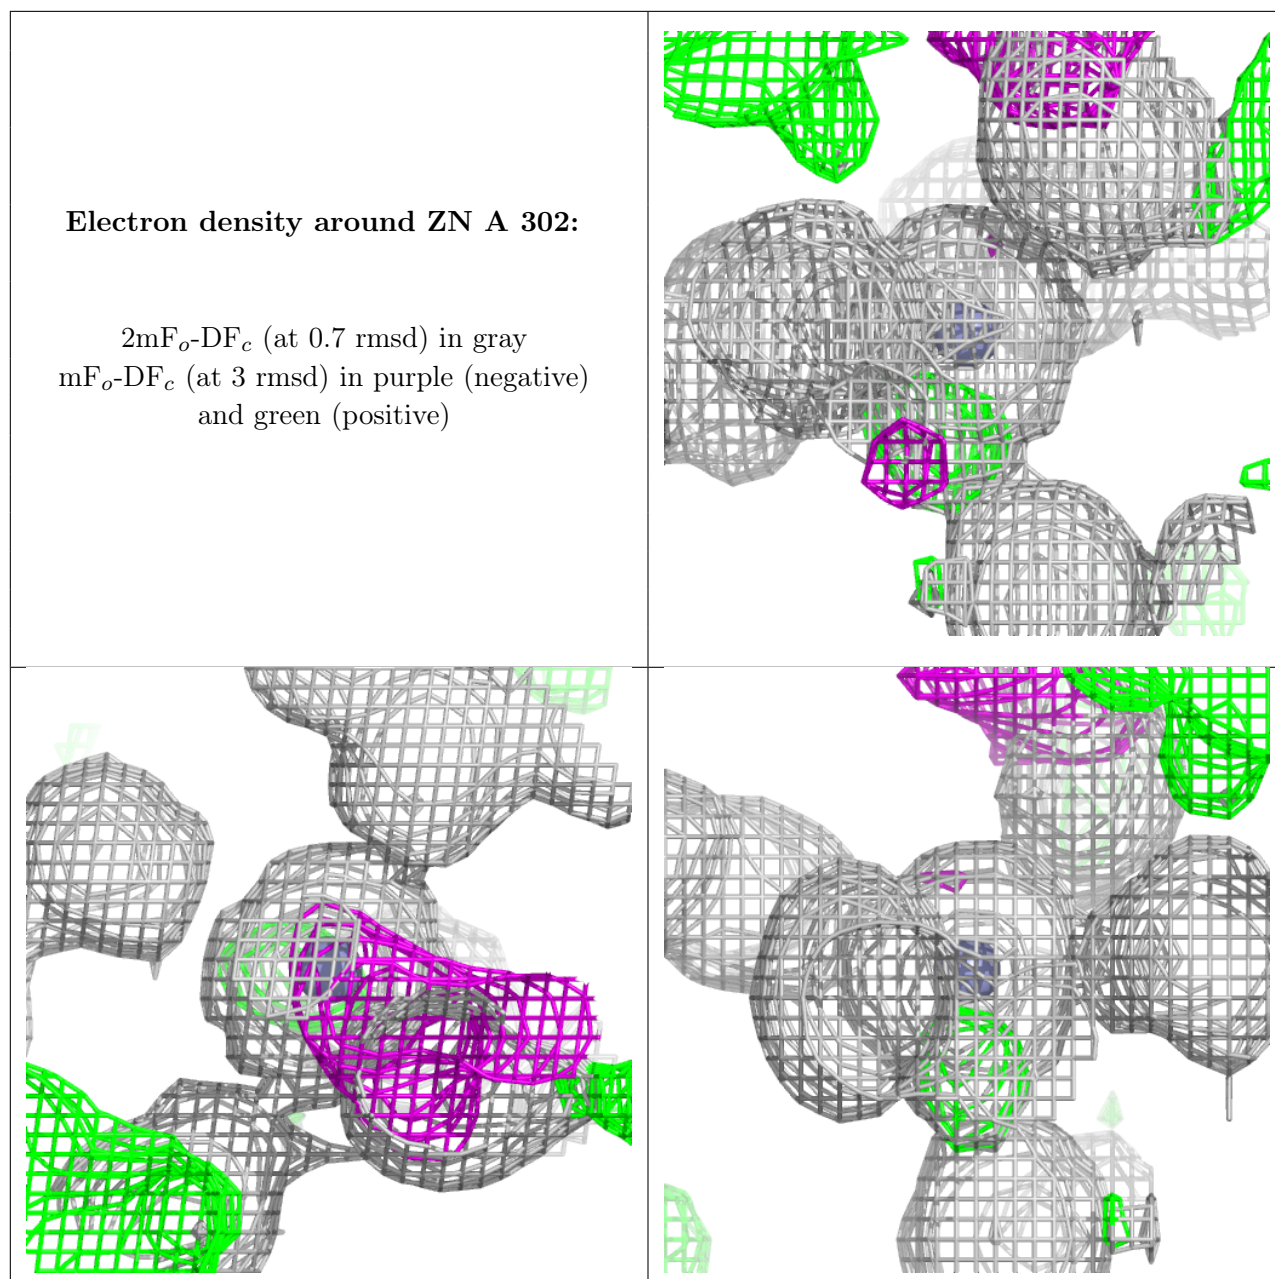 Electron density around ZN A 302:
2mFo-DFc (at 0.7 rmsd) in gray
mFo-DFc (at 3 rmsd) in purple (negative)
and green (positive)